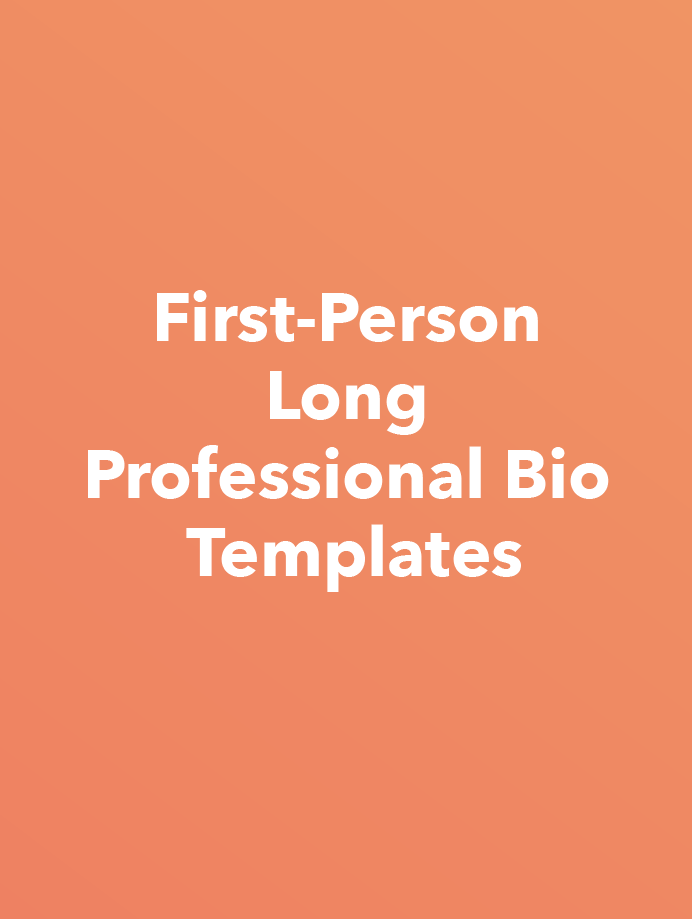 First-Person
Long
Professional Bio
Templates